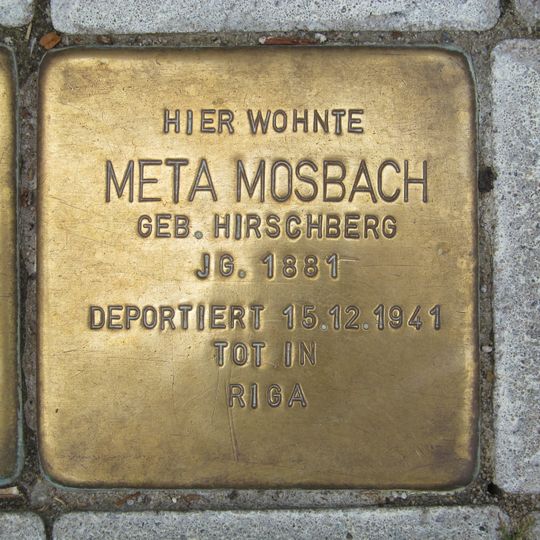 HIER WOHNTE
META MOSBACH
GEB. HIRSCHBERG
JG. 1881
DEPORTIERT 15.12.1941
TOT IN
RIGA